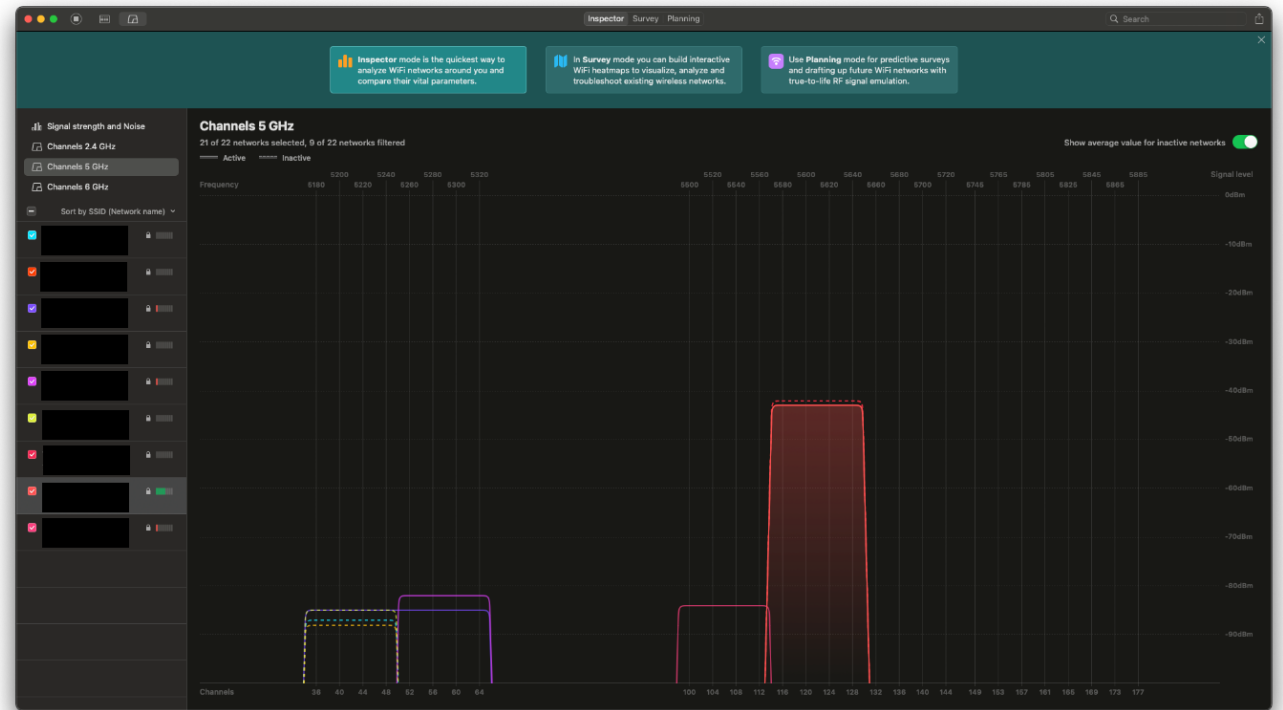 Inspector Survey Planning
Search
Inspector mode is the quickest way to
analyze WiFi networks around you and
compare their vital parameters.
In Survey mode you can build interactive
WiFi heatmaps to visualize, analyze and
troubleshoot existing wireless networks.
Use Planning mode for predictive surveys
and drafting up future WiFi networks with
true-to-life RF signal emulation.
Signal strength and Noise
Channels 2.4 GHz
Channels 5 GHz
Channels 6 GHz
Sort by SSID (Network name)
Channels 5 GHz
21 of 22 networks selected, 9 of 22 networks filtered
Active Inactive
Show average value for inactive networks
5200 5240 5280 5320 5520 5560 5600 5640 5680 5720 5765 5805 5845 5885 Signal level
Frequency 5180 5220 5260 5300 5500 5540 5580 5620 5660 5700 5745 5785 5825 5865
0dBm
-10dBm
-20dBm
-30dBm
-40dBm
-50dBm
-60dBm
-70dBm
-80dBm
-90dBm
Channels 36 40 44 48 52 56 60 64 100 104 108 112 116 120 124 128 132 136 140 144 149 153 157 161 165 169 173 177